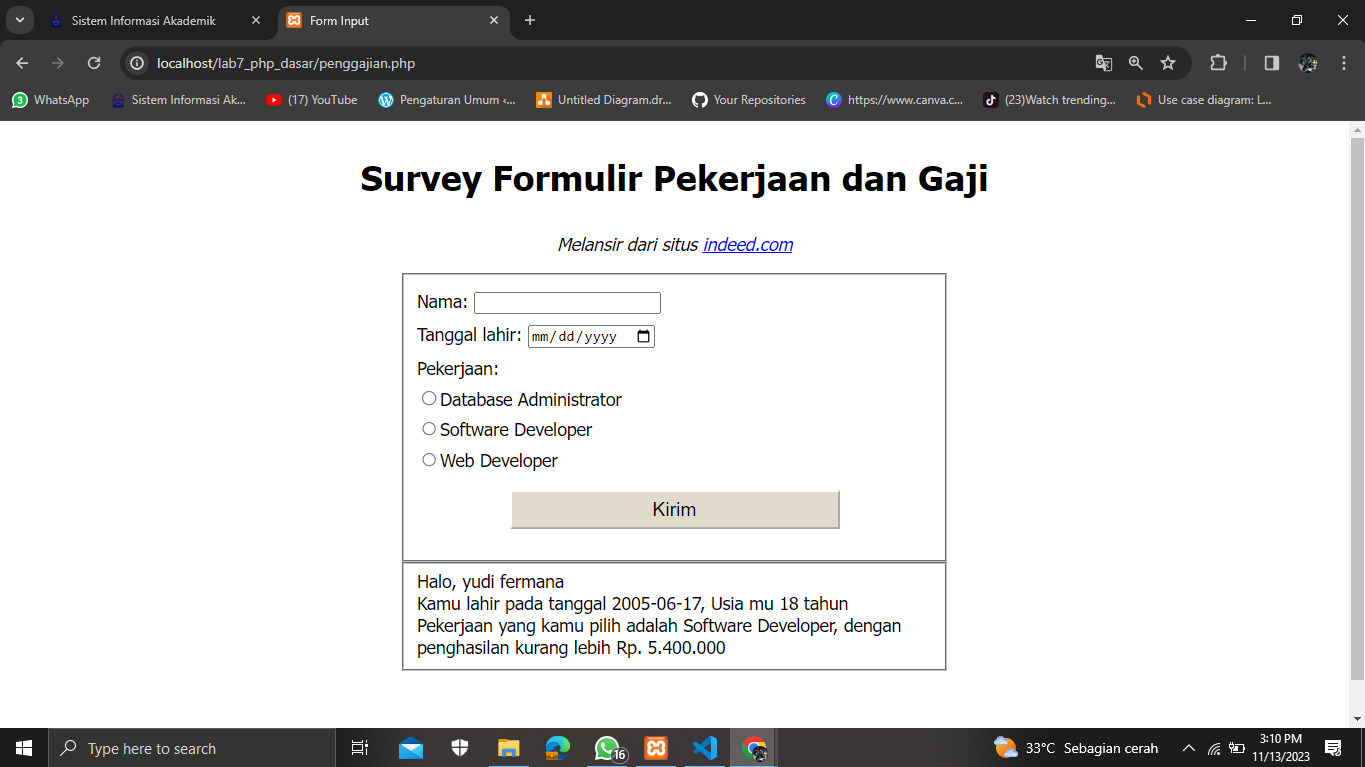 Sistem Informasi Akademik
Form Input
localhost/lab7_php_dasar/penggajian.php
WhatsApp
Sistem Informasi Ak...
(17) YouTube
Pengaturan Umum ‹...
Untitled Diagram.dr...
Your Repositories
https://www.canva.c...
(23)Watch trending...
Use case diagram: L...
Survey Formulir Pekerjaan dan Gaji
Melansir dari situs indeed.com
Nama:
Tanggal lahir: mm/dd/yyyy
Pekerjaan:
Database Administrator
Software Developer
Web Developer
Kirim
Halo, yudi fermana
Kamu lahir pada tanggal 2005-06-17, Usia mu 18 tahun
Pekerjaan yang kamu pilih adalah Software Developer, dengan
penghasilan kurang lebih Rp. 5.400.000
Type here to search
16
33°C Sebagian cerah
3:10 PM
11/13/2023